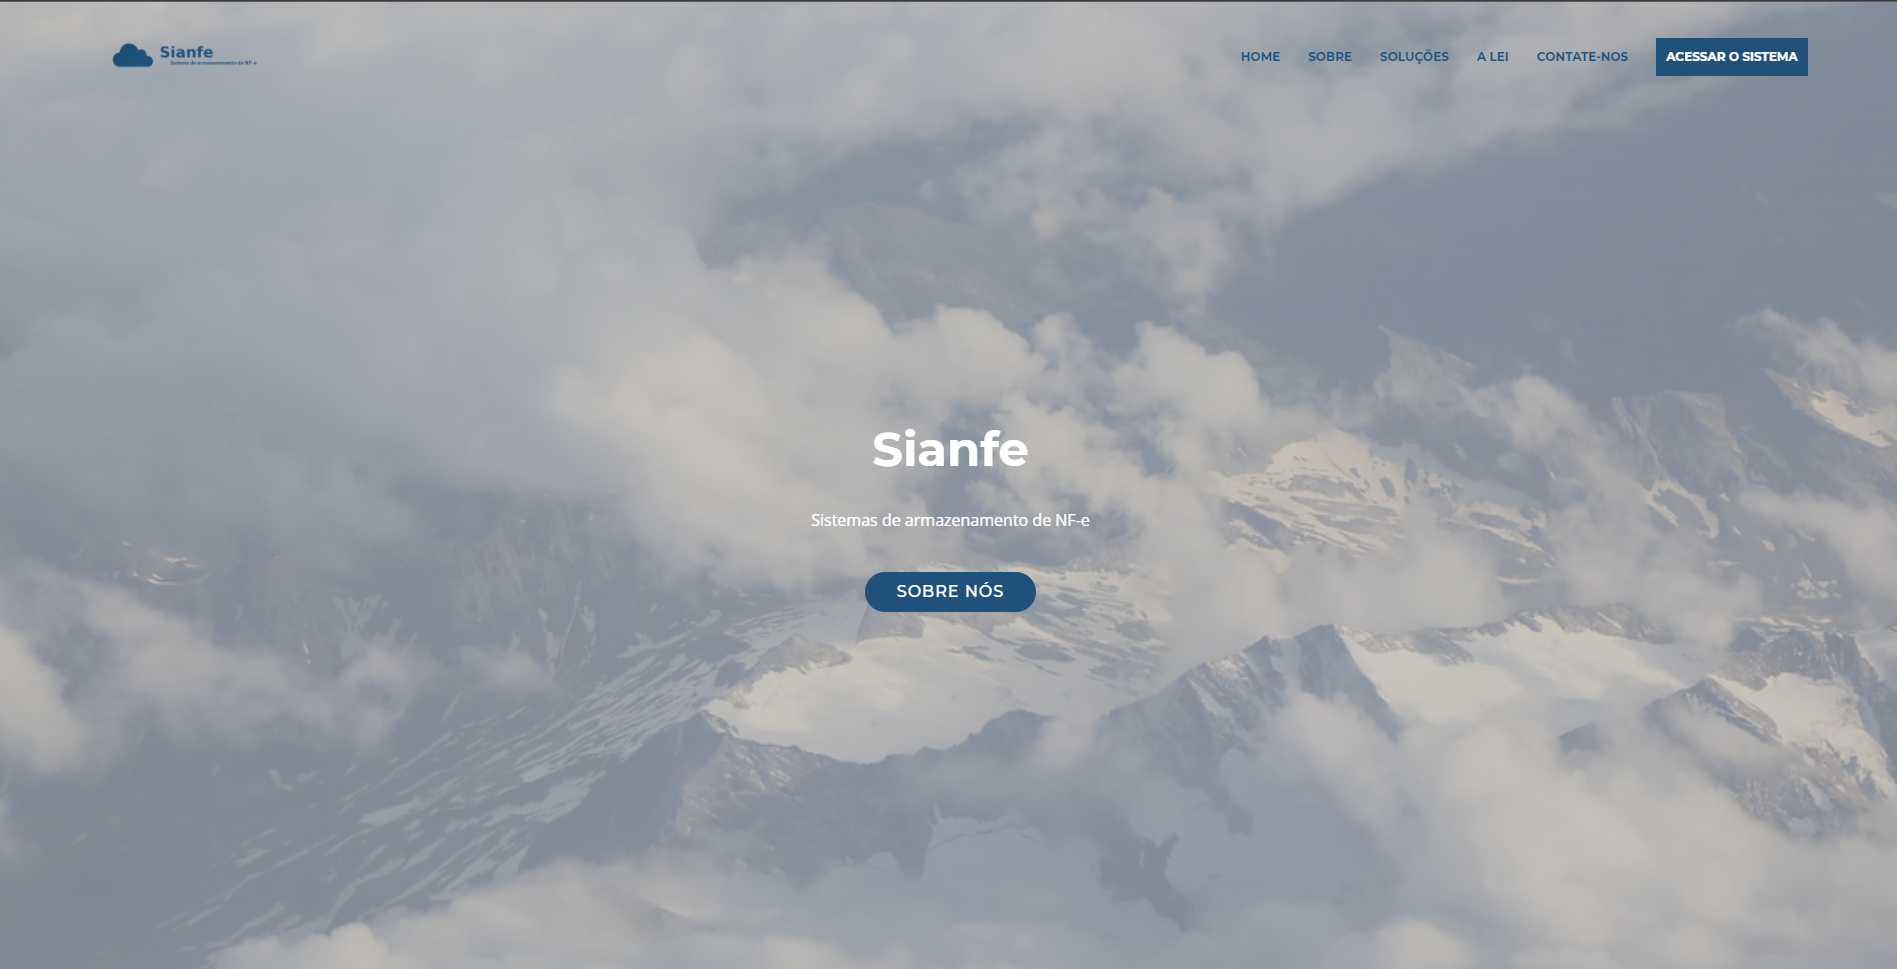 Sianfe
Sistema de armazenamento de NF-e
HOME SOBRE SOLUÇÕES A LEI CONTATE-NOS ACESSAR O SISTEMA
Sianfe
Sistemas de armazenamento de NF-e
SOBRE NÓS